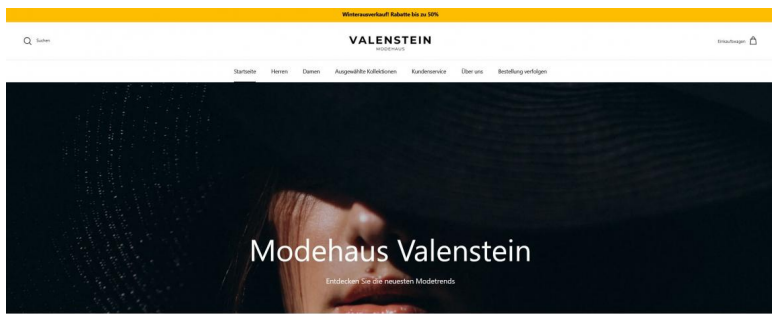 Winterausverkauf! Rabatte bis zu 50%
Suchen
VALENSTEIN
MODEHAUS
Einkaufswagen
Startseite Herren Damen Ausgewählte Kollektionen Kundenservice Über uns Bestellung verfolgen
Modehaus Valenstein
Entdecken Sie die neuesten Modetrends